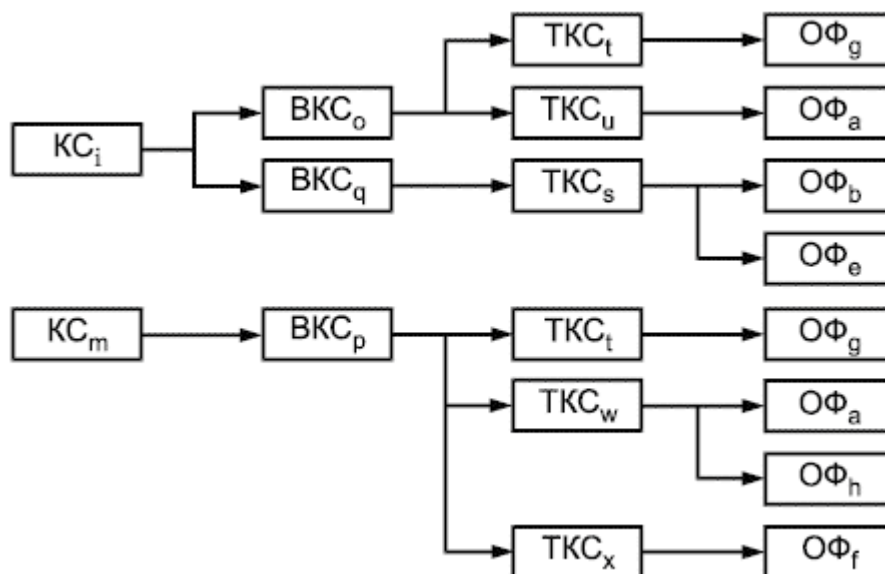 ТКСt ОФg
ВКСo ТКСu ОФa
КСi
ВКСq ТКСs ОФb
ОФe
КСm ВКСp ТКСt ОФg
ТКСw ОФa
ОФh
ТКСx ОФf